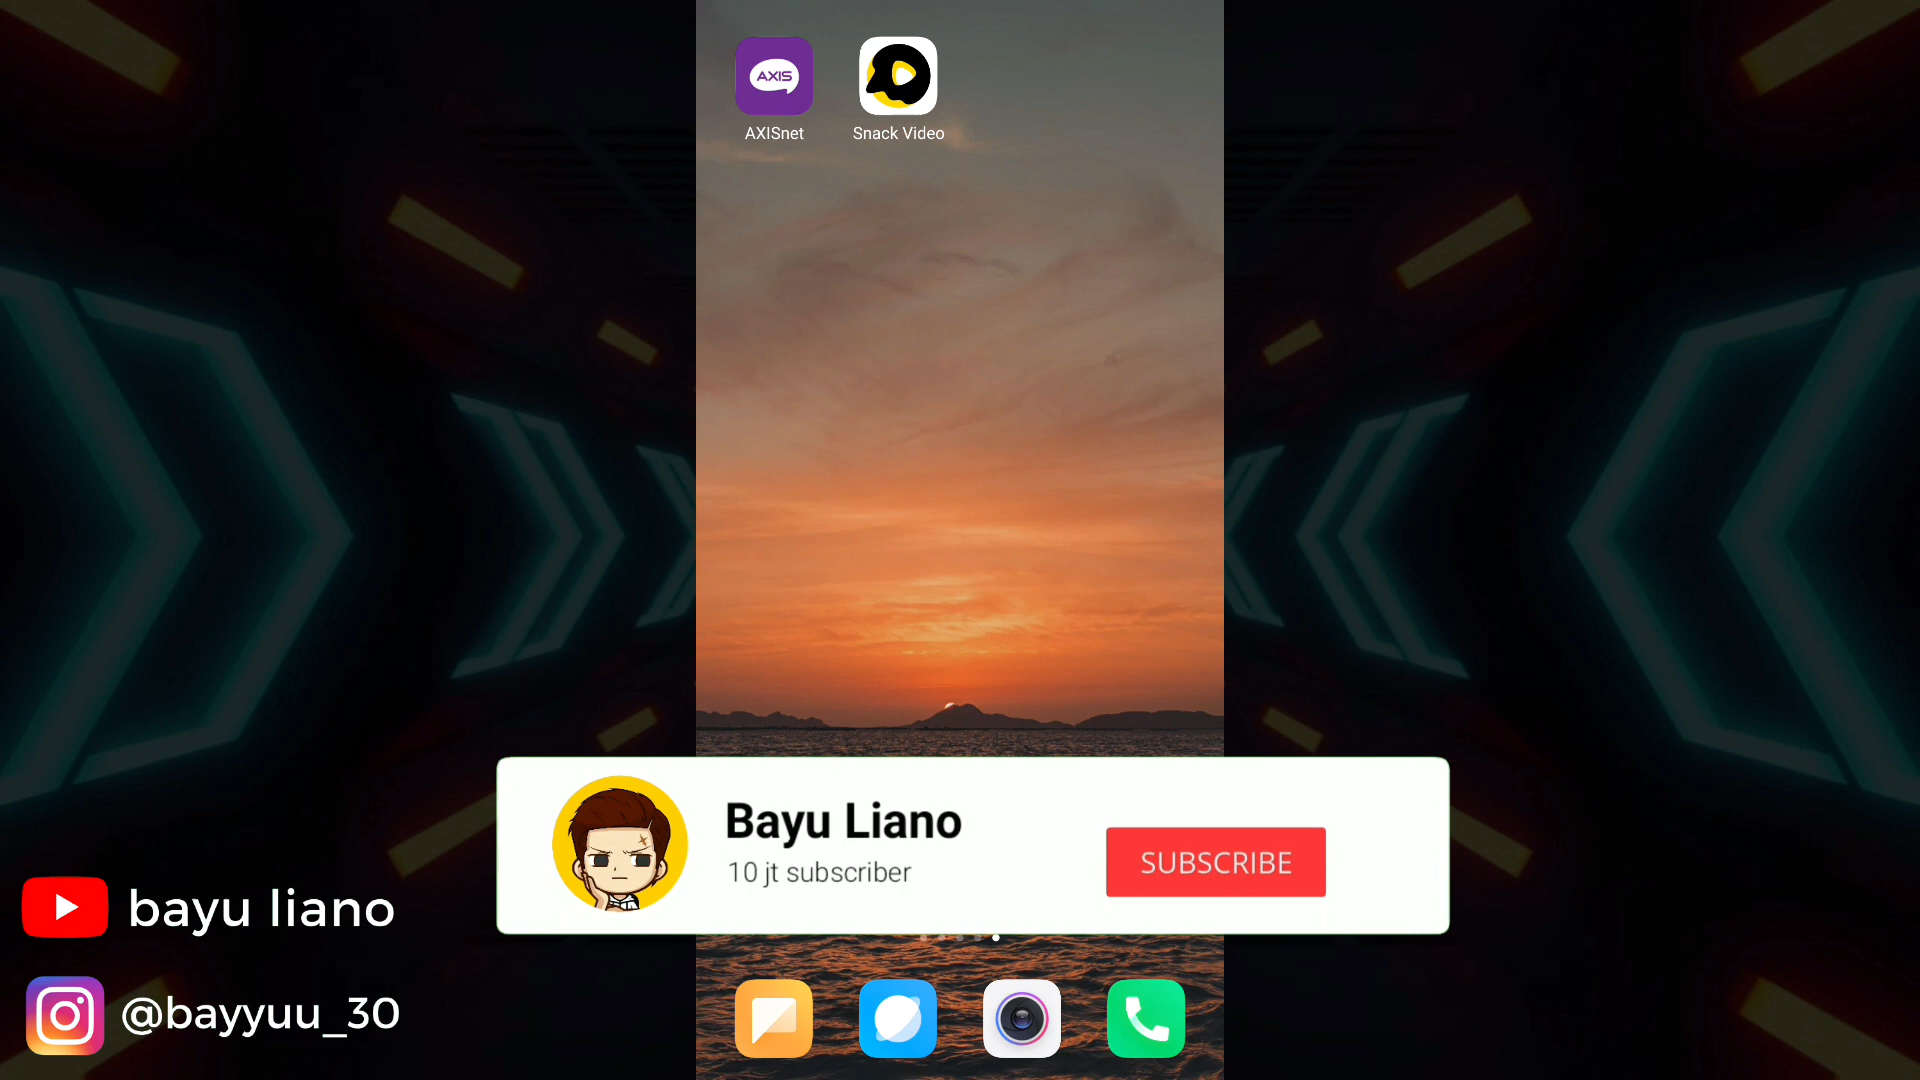 AXIS
AXISnet
Snack Video
Bayu Liano
10 jt subscriber
SUBSCRIBE
bayu liano
@bayyuu_30